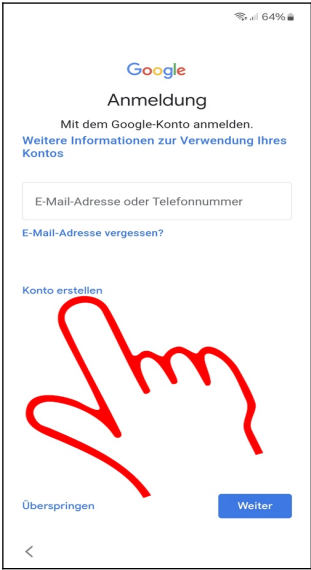 64%
Google
Anmeldung
Mit dem Google-Konto anmelden.
Weitere Informationen zur Verwendung Ihres
Kontos
E-Mail-Adresse oder Telefonnummer
E-Mail-Adresse vergessen?
Konto erstellen
Überspringen Weiter